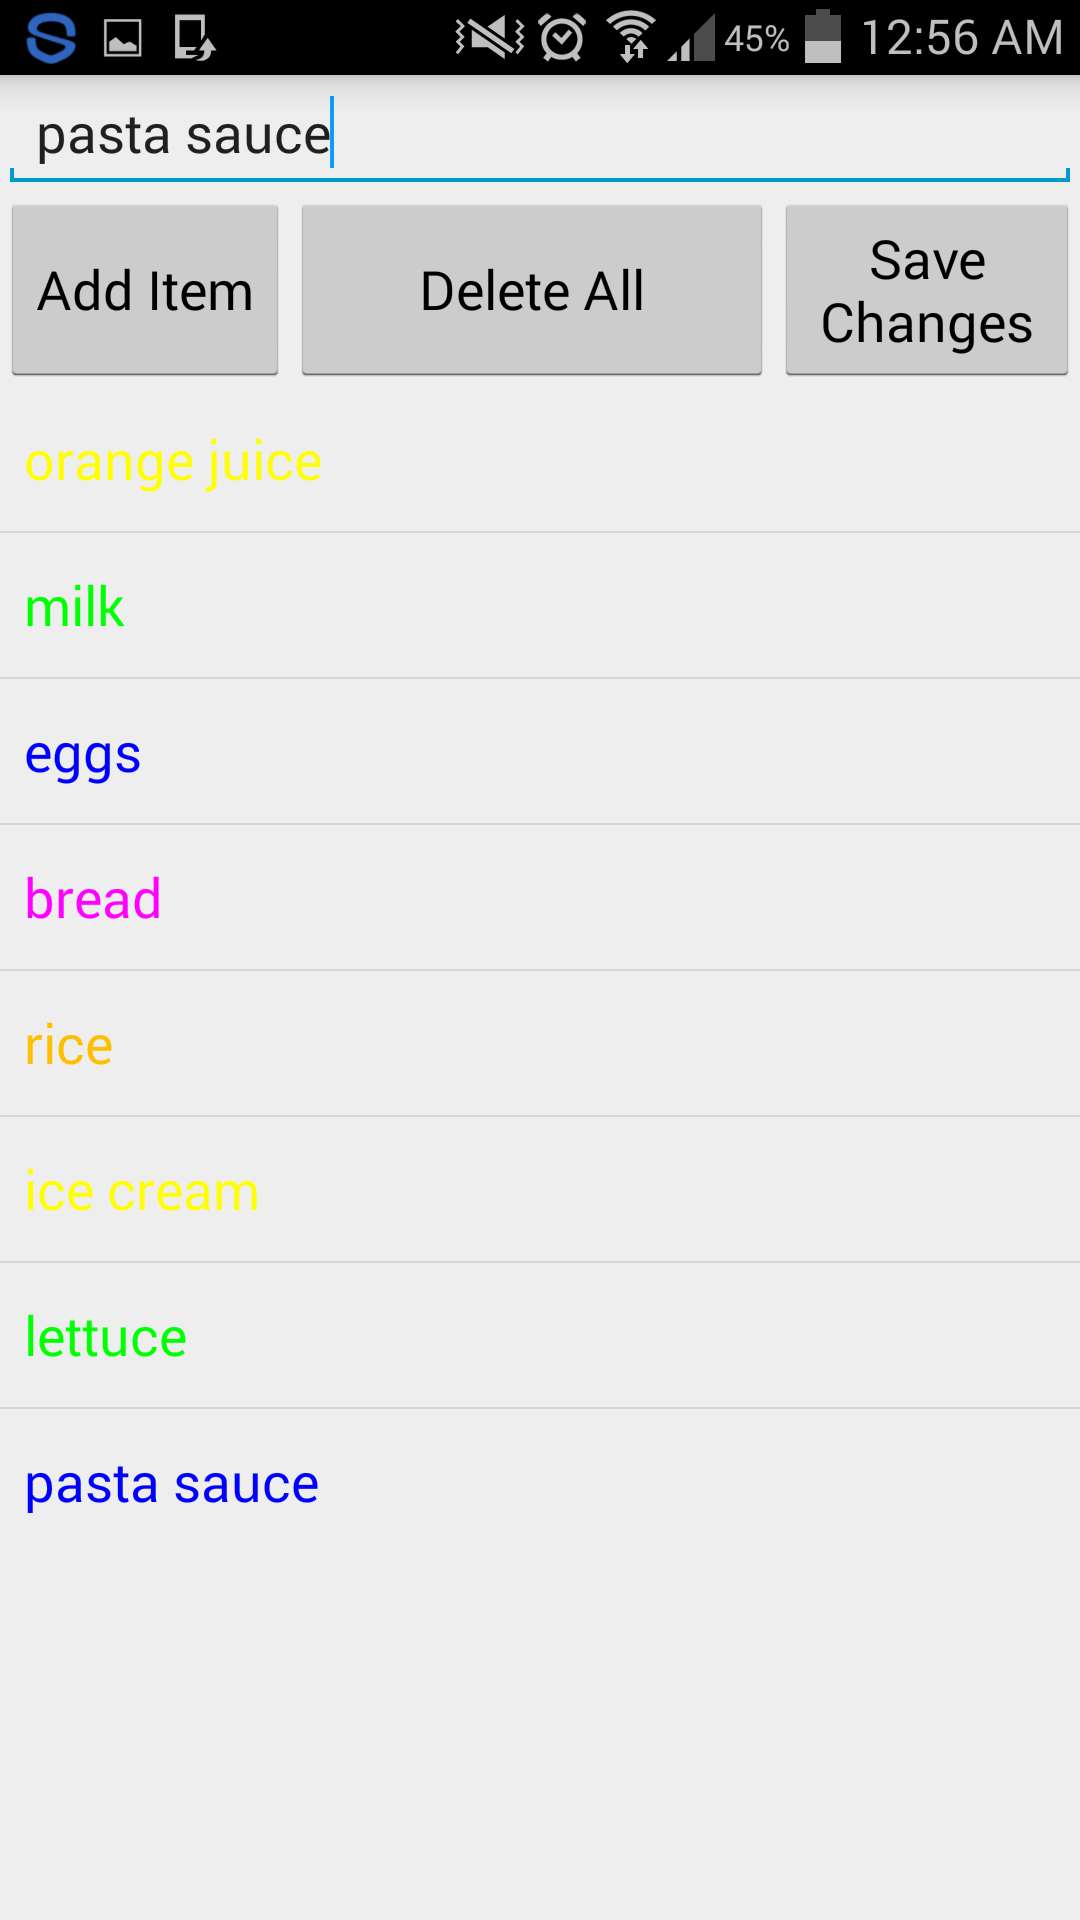 45% 12:56 AM
pasta sauce
Add Item
Delete All
Save
Changes
orange juice
milk
eggs
bread
rice
ice cream
lettuce
pasta sauce